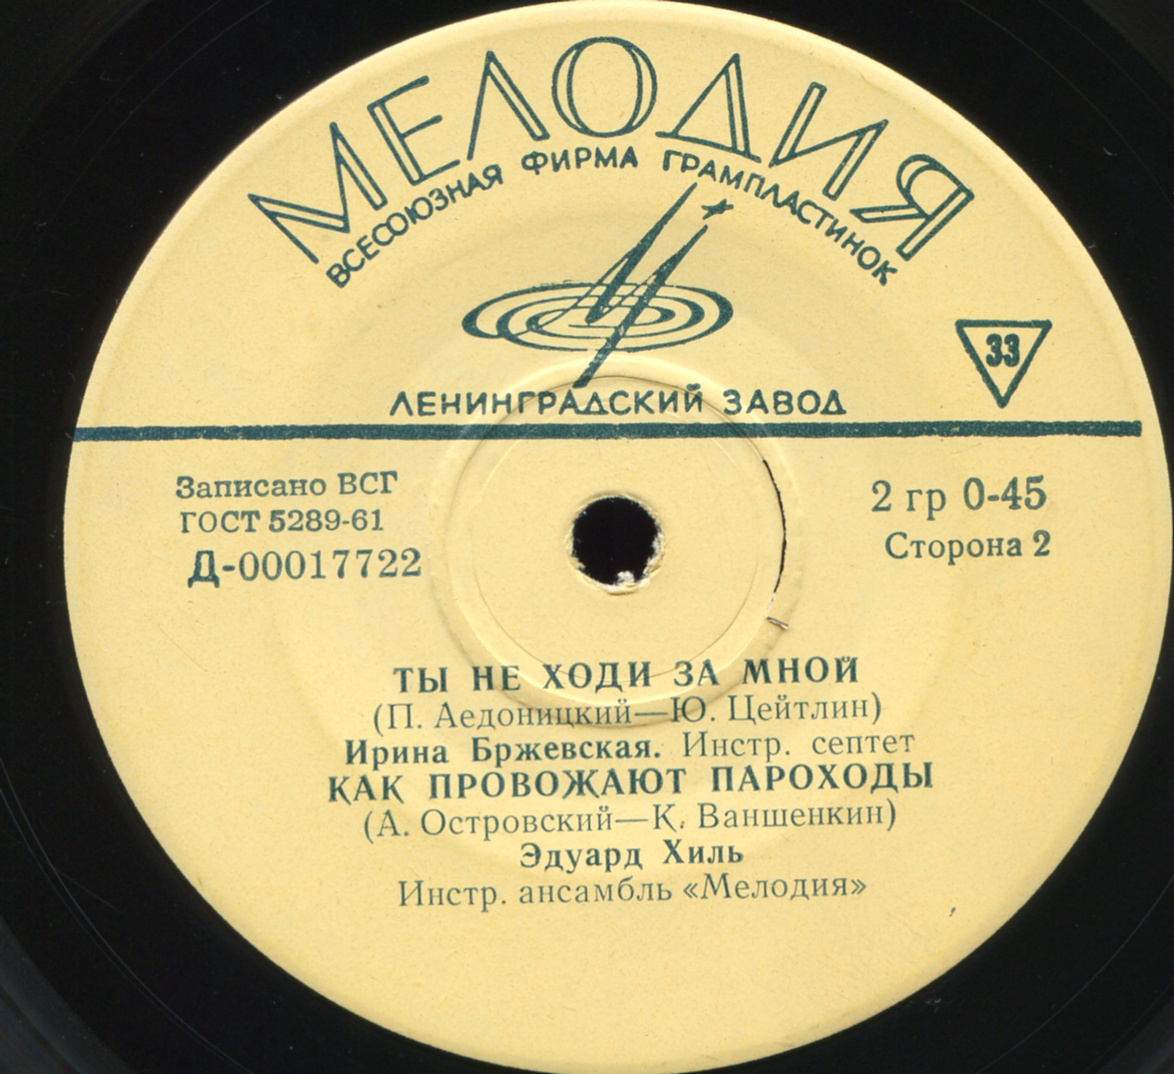 МЕЛОДИЯ
ВСЕСОЮЗНАЯ ФИРМА ГРАМПЛАСТИНОК
33
ЛЕНИНГРАДСКИЙ ЗАВОД
Записано ВСГ
ГОСТ 5289-61
Д-00017722
2 гр 0-45
Сторона 2
ТЫ НЕ ХОДИ ЗА МНОЙ
(П. Аедоницкий—Ю. Цейтлин)
Ирина Бржевская. Инстр. септет
КАК ПРОВОЖАЮТ ПАРОХОДЫ
(А. Островский—К. Ваншенкин)
Эдуард Хиль
Инстр. ансамбль «Мелодия»